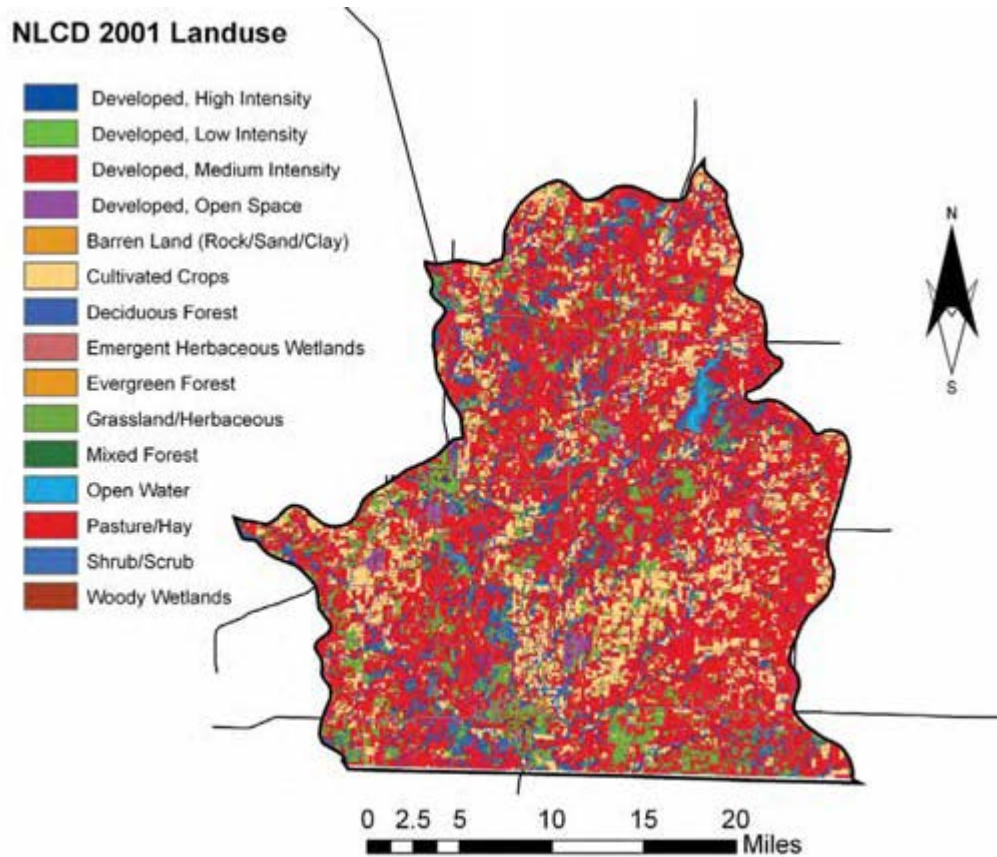 NLCD 2001 Landuse
Developed, High Intensity
Developed, Low Intensity
Developed, Medium Intensity
Developed, Open Space
Barren Land (Rock/Sand/Clay)
Cultivated Crops
Deciduous Forest
Emergent Herbaceous Wetlands
Evergreen Forest
Grassland/Herbaceous
Mixed Forest
Open Water
Pasture/Hay
Shrub/Scrub
Woody Wetlands
N
S
0 2.5 5 10 15 20
Miles